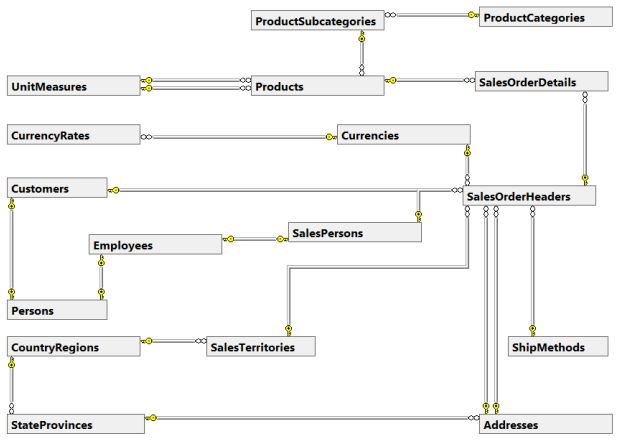 ProductSubcategories
ProductCategories
UnitMeasures
Products
SalesOrderDetails
CurrencyRates
Currencies
Customers
SalesOrderHeaders
SalesPersons
Employees
Persons
CountryRegions
SalesTerritories
ShipMethods
StateProvinces
Addresses